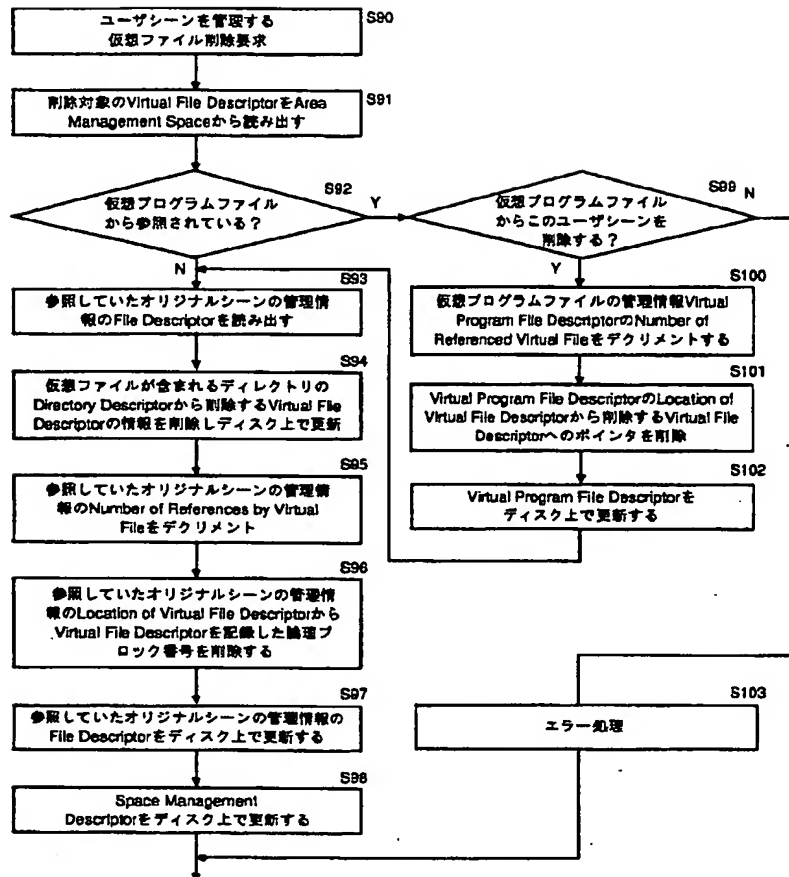 ユーザシーンを管理する
仮想ファイル削除要求
S90
削除対象のVirtual File DescriptorをArea
Management Spaceから読み出す
S91
仮想プログラムファイル
から参照されている？
S92
Y
N
参照していたオリジナルシーンの管理情
報のFile Descriptorを読み出す
S93
仮想ファイルが含まれるディレクトリの
Directory Descriptorから削除するVirtual File
Descriptorの情報を削除しディスク上で更新
S94
参照していたオリジナルシーンの管理情
報のNumber of References by Virtual
Fileをデクリメント
S95
参照していたオリジナルシーンの管理情
報のLocation of Virtual File Descriptorから
Virtual File Descriptorを記録した論理ブ
ロック番号を削除する
S96
参照していたオリジナルシーンの管理情報の
File Descriptorをディスク上で更新する
S97
Space Management
Descriptorをディスク上で更新する
S98
仮想プログラムファイル
からこのユーザシーンを
削除する？
S99
N
Y
仮想プログラムファイルの管理情報Virtual
Program File DescriptorのNumber of
Referenced Virtual Fileをデクリメントする
S100
Virtual Program File DescriptorのLocation of
Virtual File Descriptorから削除するVirtual File
Descriptorへのポインタを削除
S101
Virtual Program File Descriptorを
ディスク上で更新する
S102
エラー処理
S103